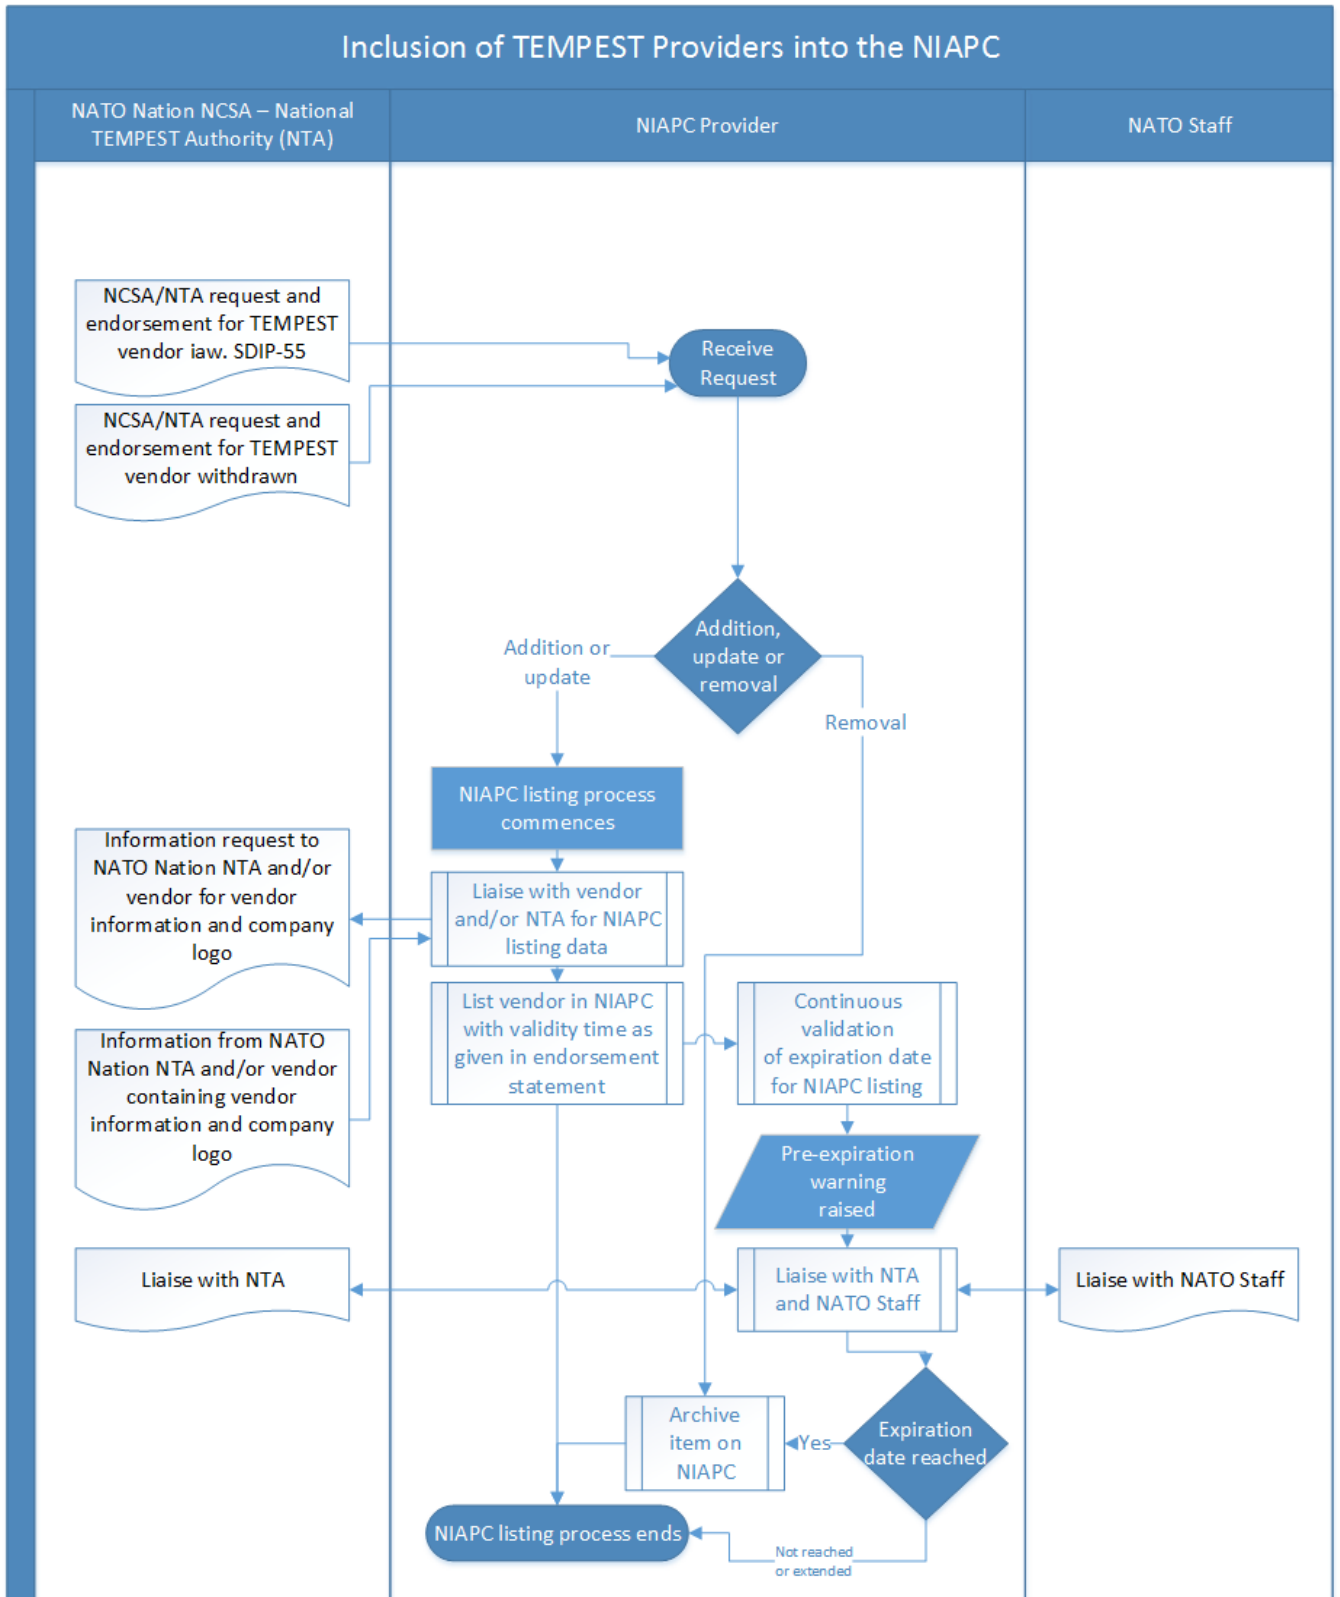 Inclusion of TEMPEST Providers into the NIAPC
NATO Nation NCSA – National
TEMPEST Authority (NTA)
NIAPC Provider
NATO Staff
NCSA/NTA request and
endorsement for TEMPEST
vendor iaw. SDIP-55
Receive
Request
NCSA/NTA request and
endorsement for TEMPEST
vendor withdrawn
Addition,
update or
removal
Addition or
update
Removal
NIAPC listing process
commences
Information request to
NATO Nation NTA and/or
vendor for vendor
information and company
logo
Liaise with vendor
and/or NTA for NIAPC
listing data
List vendor in NIAPC
with validity time as
given in endorsement
statement
Continuous
validation
of expiration date
for NIAPC listing
Information from NATO
Nation NTA and/or vendor
containing vendor
information and company
logo
Pre-expiration
warning
raised
Liaise with NTA
Liaise with NTA
and NATO Staff
Liaise with NATO Staff
Archive
item on
NIAPC
Yes
Expiration
date reached
NIAPC listing process ends
Not reached
or extended